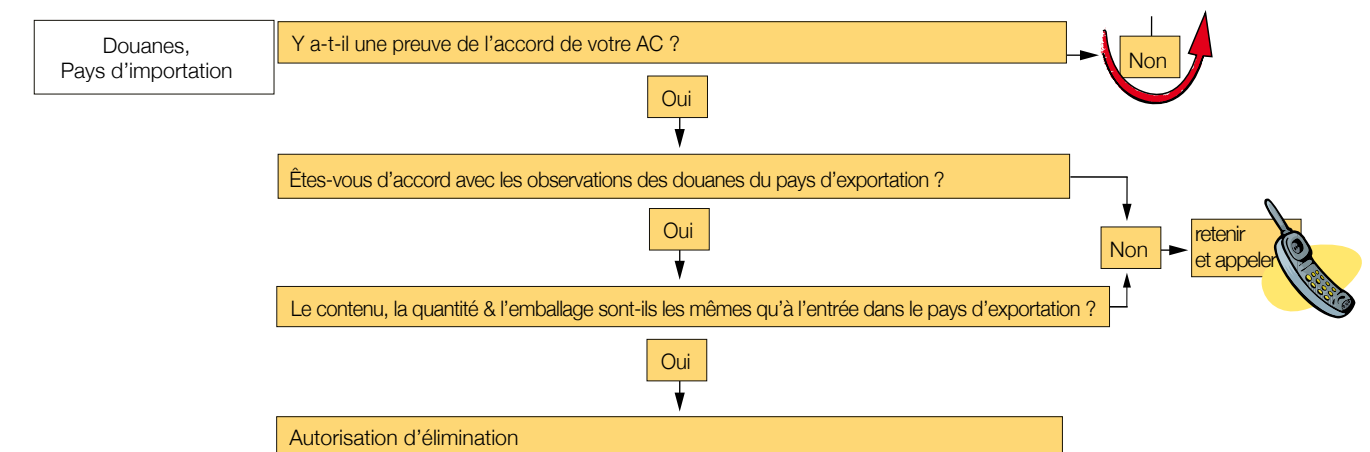 Douanes,
Pays d'importation
Y a-t-il une preuve de l'accord de votre AC ?
Non
Oui
Êtes-vous d'accord avec les observations des douanes du pays d'exportation ?
Oui
Non
retenir
et appeler
Le contenu, la quantité & l'emballage sont-ils les mêmes qu'à l'entrée dans le pays d'exportation ?
Oui
Autorisation d'élimination